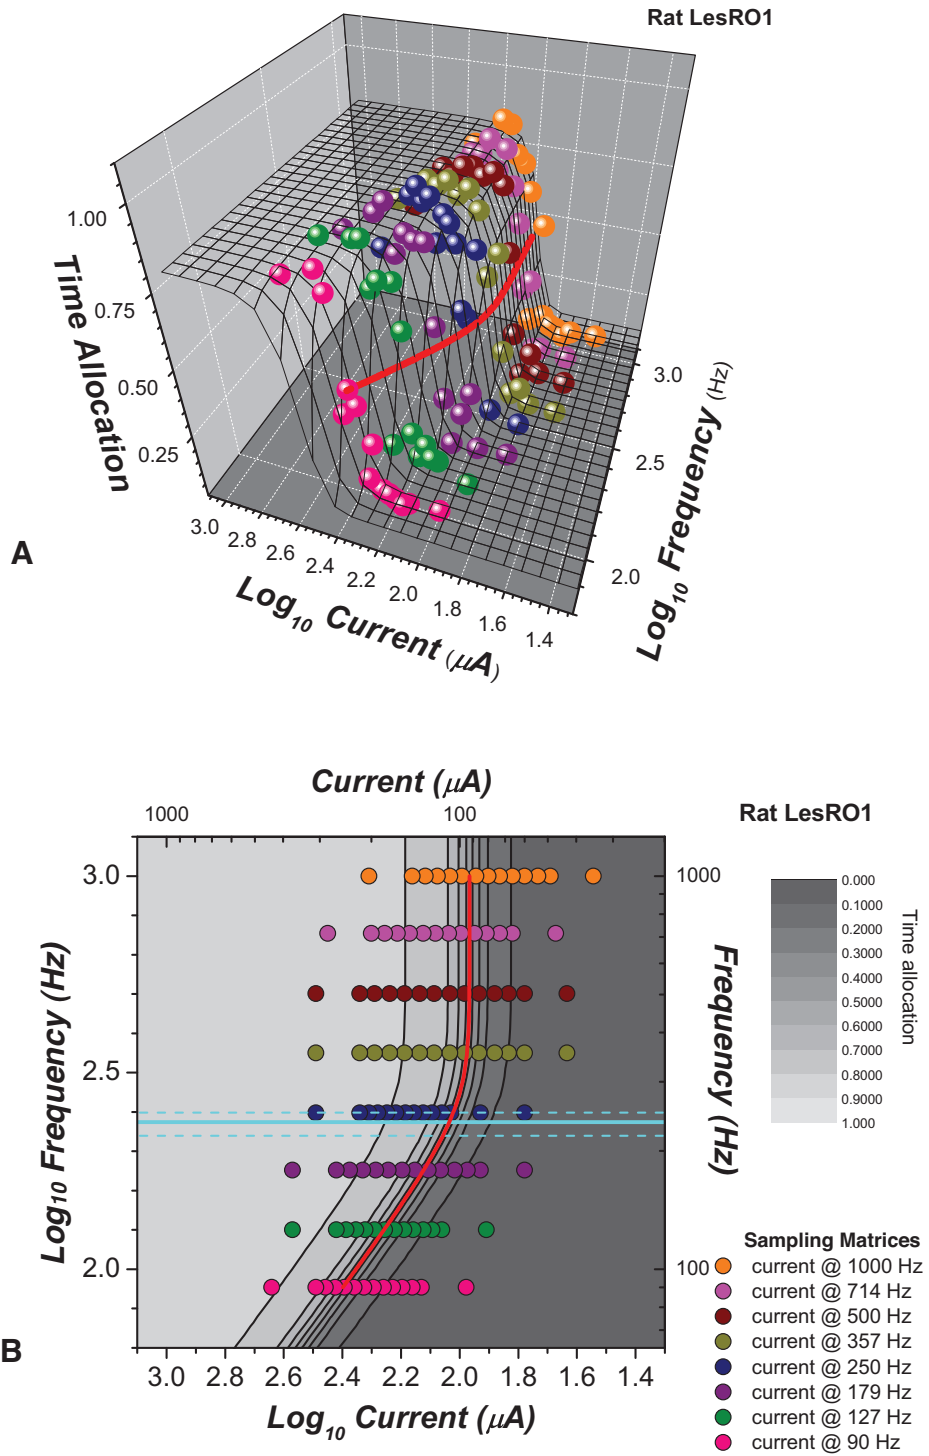 Rat LesRO1
1.00
0.75
0.50
0.25
Time Allocation
3.0
2.8
2.6
2.4
2.2
2.0
1.8
1.6
1.4
Log10 Current (µA)
3.0
2.5
2.0
Log10 Frequency (Hz)
A
Current (µA)
1000 100
Rat LesRO1
3.0
2.5
2.0
Log10 Frequency (Hz)
1000
100
Frequency (Hz)
0.000
0.1000
0.2000
0.3000
0.4000
0.5000
0.6000
0.7000
0.8000
0.9000
1.000
Time allocation
B
3.0 2.8 2.6 2.4 2.2 2.0 1.8 1.6 1.4
Log10 Current (µA)
Sampling Matrices
current @ 1000 Hz
current @ 714 Hz
current @ 500 Hz
current @ 357 Hz
current @ 250 Hz
current @ 179 Hz
current @ 127 Hz
current @ 90 Hz